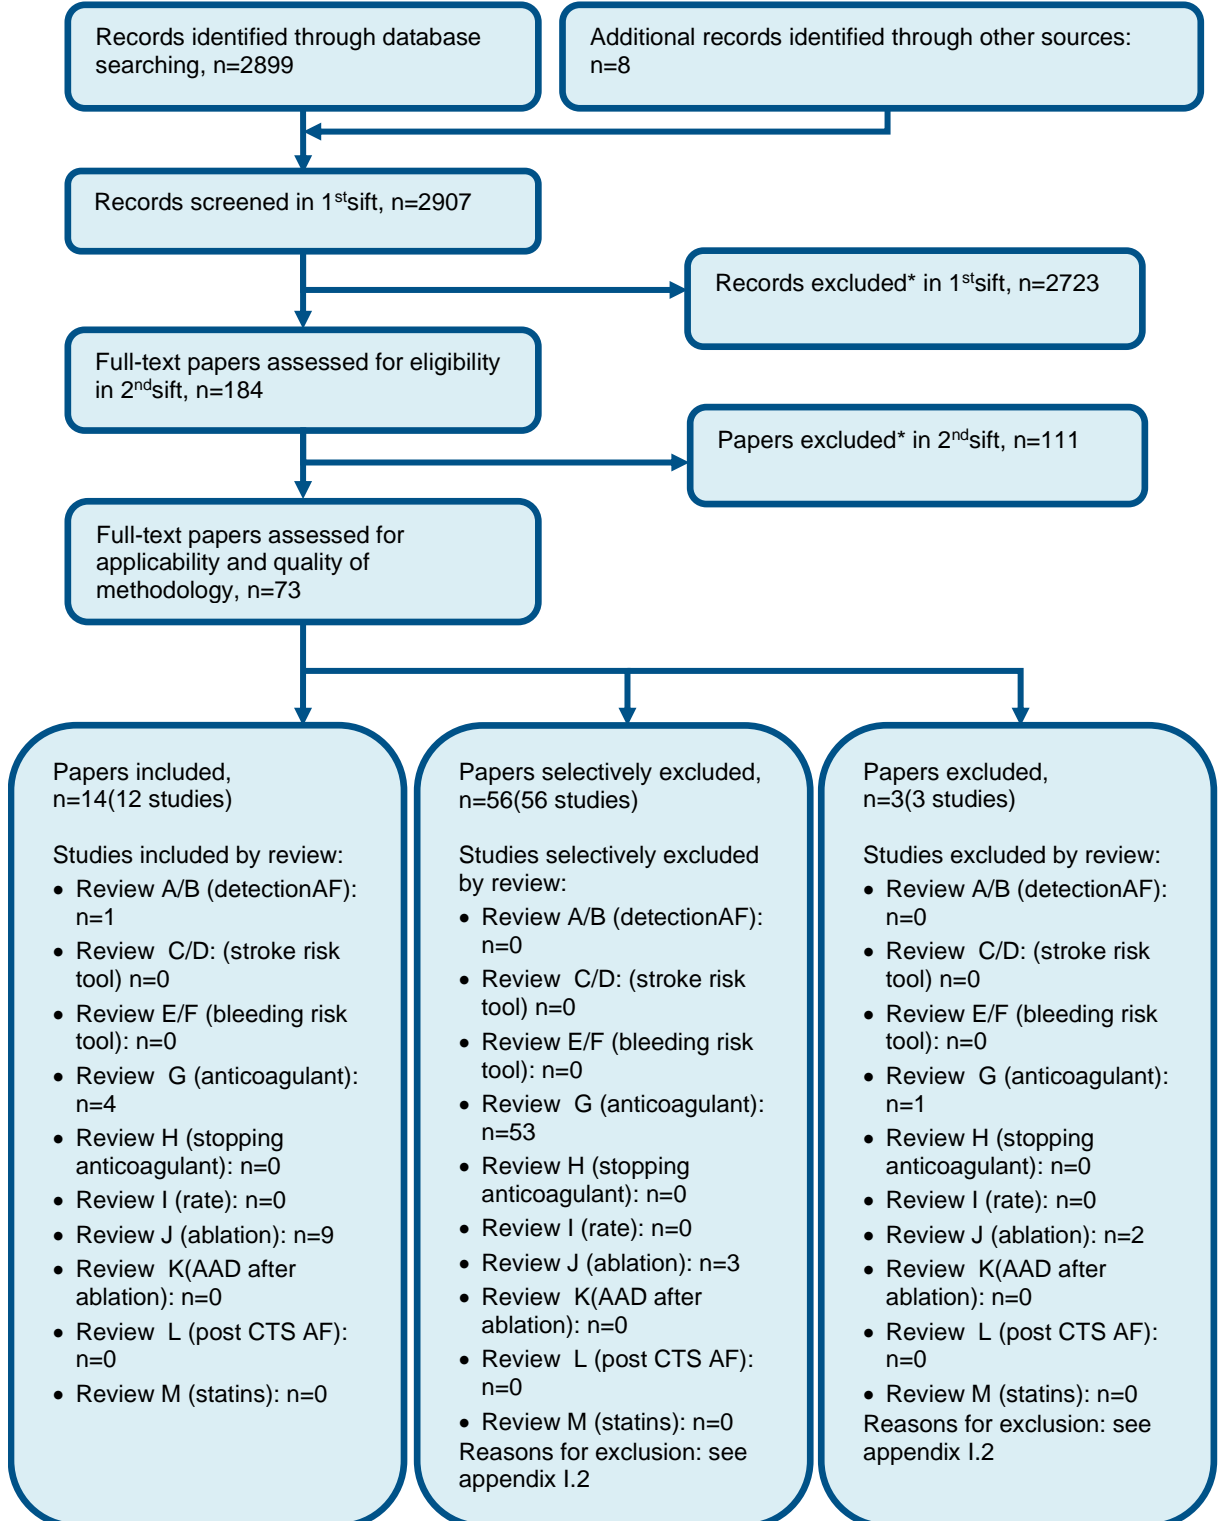 Records identified through database
searching, n=2899
Additional records identified through other sources:
n=8
Records screened in 1stsift, n=2907
Records excluded* in 1stsift, n=2723
Full-text papers assessed for eligibility
in 2ndsift, n=184
Papers excluded* in 2ndsift, n=111
Full-text papers assessed for
applicability and quality of
methodology, n=73
Papers included,
n=14(12 studies)
Studies included by review:
• Review A/B (detectionAF):
n=1
• Review C/D: (stroke risk
tool) n=0
• Review E/F (bleeding risk
tool): n=0
• Review G (anticoagulant):
n=4
• Review H (stopping
anticoagulant): n=0
• Review I (rate): n=0
• Review J (ablation): n=9
• Review K(AAD after
ablation): n=0
• Review L (post CTS AF):
n=0
• Review M (statins): n=0
Papers selectively excluded,
n=56(56 studies)
Studies selectively excluded
by review:
• Review A/B (detectionAF):
n=0
• Review C/D: (stroke risk
tool) n=0
• Review E/F (bleeding risk
tool): n=0
• Review G (anticoagulant):
n=53
• Review H (stopping
anticoagulant): n=0
• Review I (rate): n=0
• Review J (ablation): n=3
• Review K(AAD after
ablation): n=0
• Review L (post CTS AF):
n=0
• Review M (statins): n=0
Reasons for exclusion: see
appendix I.2
Papers excluded,
n=3(3 studies)
Studies excluded by review:
• Review A/B (detectionAF):
n=0
• Review C/D: (stroke risk
tool) n=0
• Review E/F (bleeding risk
tool): n=0
• Review G (anticoagulant):
n=1
• Review H (stopping
anticoagulant): n=0
• Review I (rate): n=0
• Review J (ablation): n=2
• Review K(AAD after
ablation): n=0
• Review L (post CTS AF):
n=0
• Review M (statins): n=0
Reasons for exclusion: see
appendix I.2